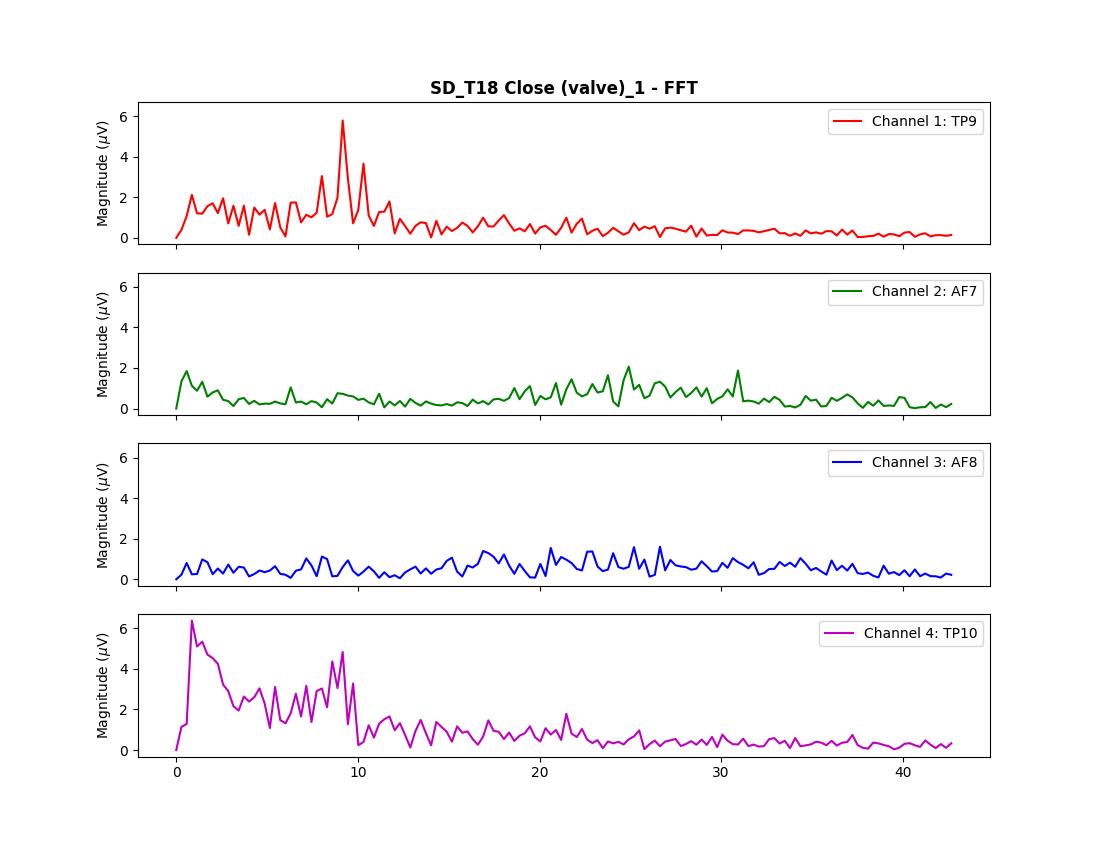 SD_T18 Close (valve)_1 - FFT
Magnitude (μV)
6
4
2
0
Channel 1: TP9
Magnitude (μV)
6
4
2
0
Channel 2: AF7
Magnitude (μV)
6
4
2
0
Channel 3: AF8
Magnitude (μV)
6
4
2
0
Channel 4: TP10
0 10 20 30 40